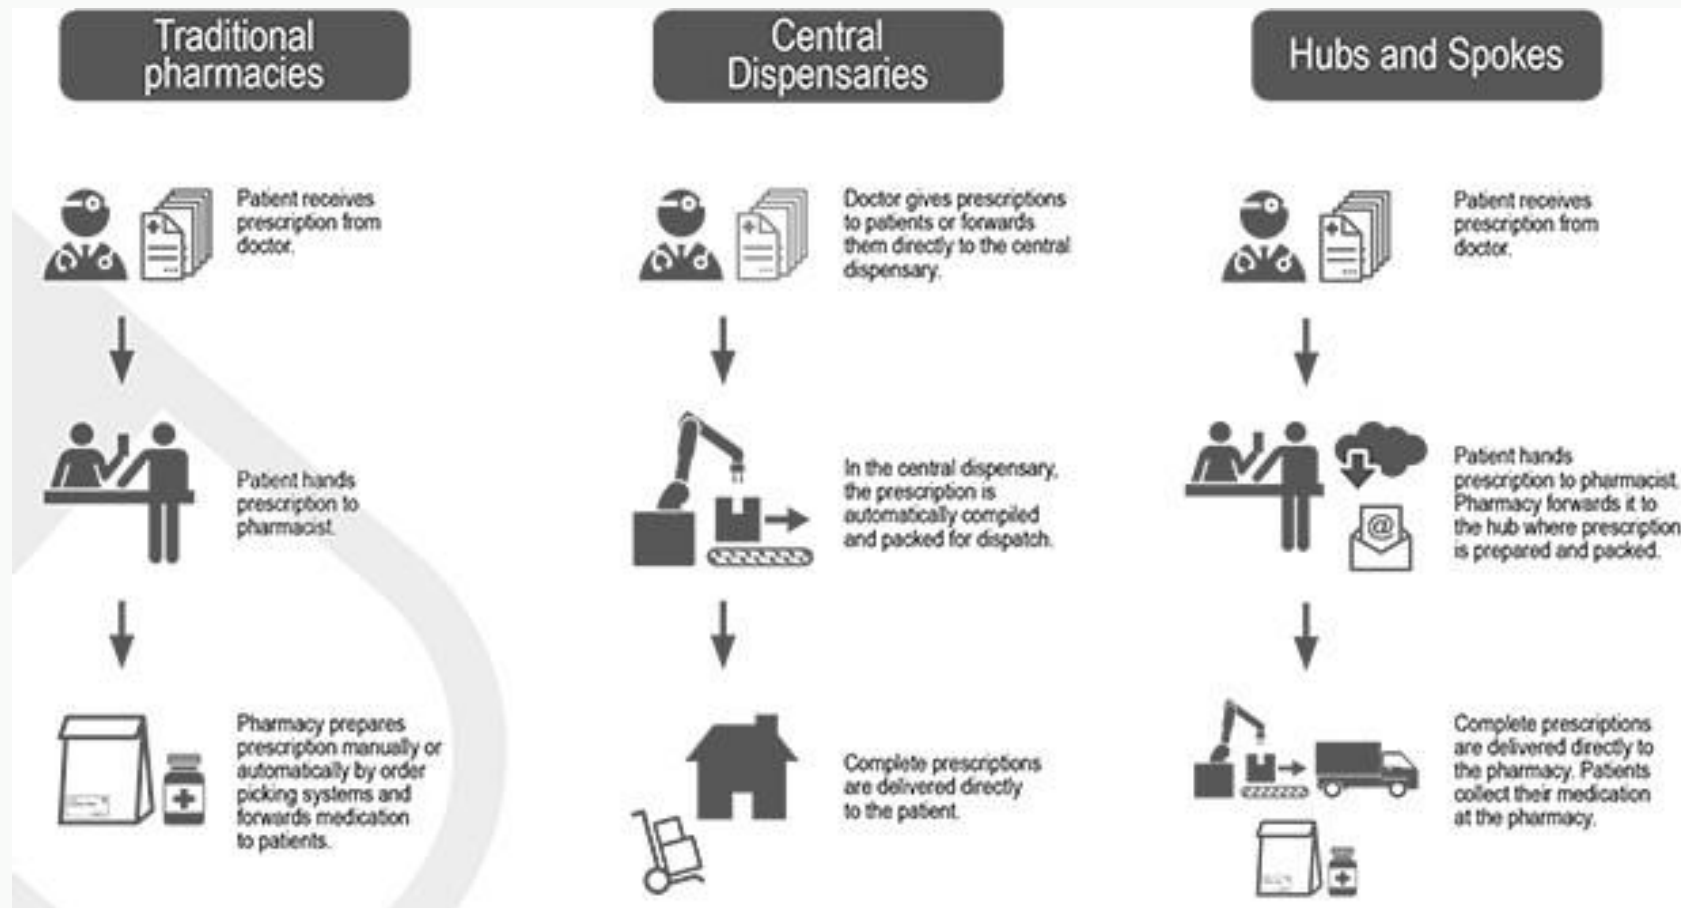 Traditional
pharmacies
Patient receives
prescription from
doctor.
Patient hands
prescription to
pharmacist.
Pharmacy prepares
prescription manually or
automatically by order
picking systems and
forwards medication
to patients.
Central
Dispensaries
Doctor gives prescriptions
to patients or forwards
them directly to the central
dispensary.
In the central dispensary,
the prescription is
automatically compiled
and packed for dispatch.
Complete prescriptions
are delivered directly
to the patient.
Hubs and Spokes
Patient receives
prescription from
doctor.
Patient hands
prescription to pharmacist.
Pharmacy forwards it to
the hub where prescription
is prepared and packed.
@
Complete prescriptions
are delivered directly to
the pharmacy. Patients
collect their medication
at the pharmacy.